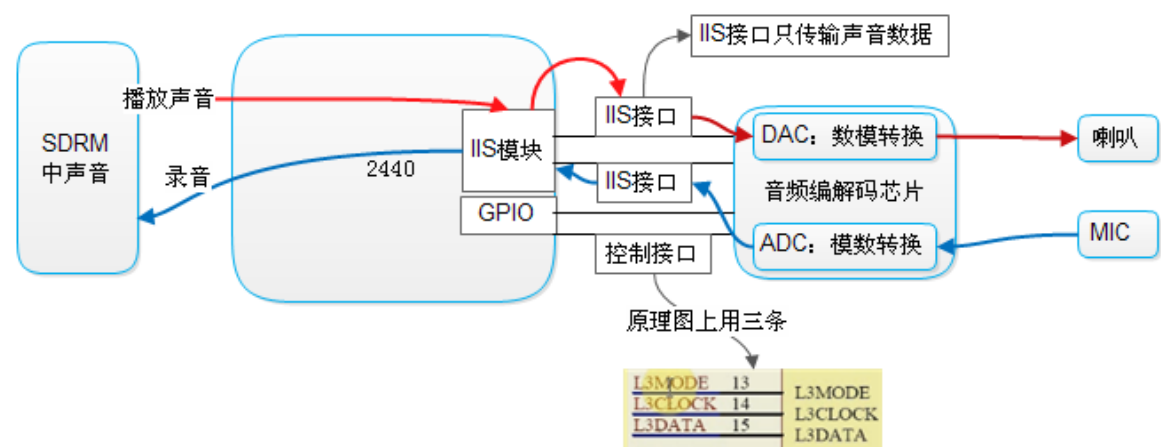 IIS接口只传输声音数据
播放声音
IIS接口
SDRM
中声音
DAC：数模转换
喇叭
IIS模块
2440
录音
IIS接口
音频编解码芯片
GPIO
ADC：模数转换
MIC
控制接口
原理图上用三条
L3MODE 13 L3MODE
L3CLOCK 14 L3CLOCK
L3DATA 15 L3DATA